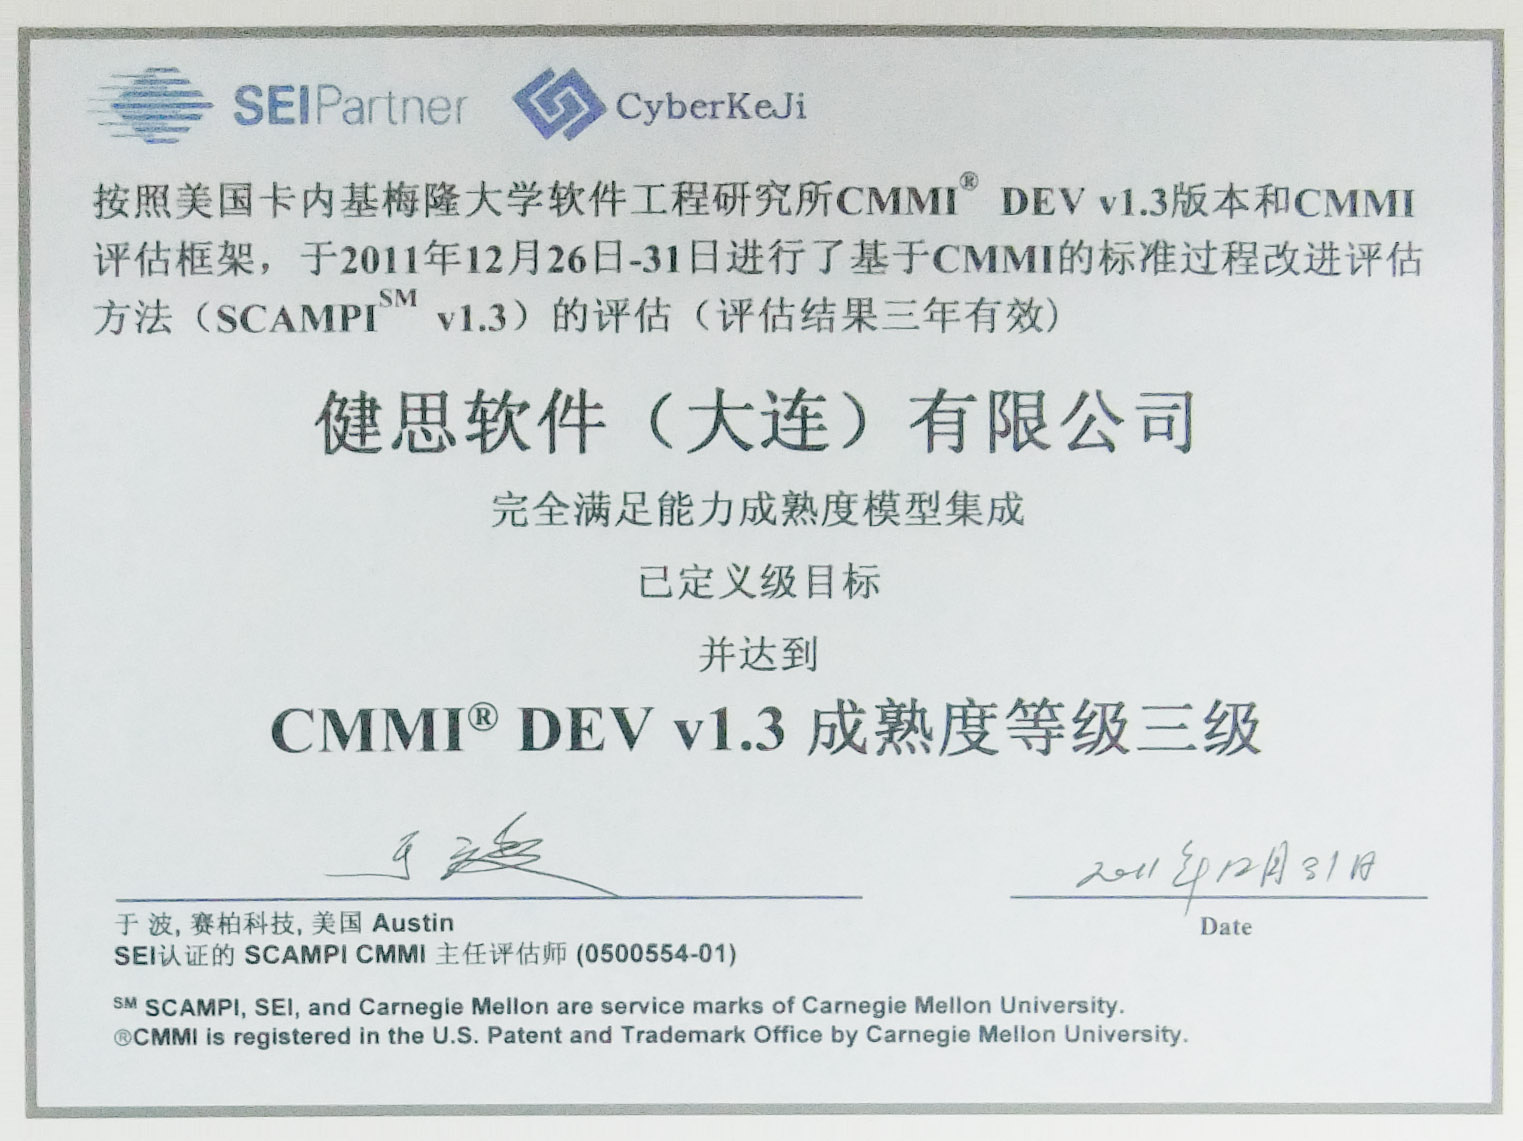 SEI Partner CyberKeJi
按照美国卡内基梅隆大学软件工程研究所CMMI® DEV v1.3版本和CMMI
评估框架，于2011年12月26日-31日进行了基于CMMI的标准过程改进评估
方法（SCAMPI℠ v1.3）的评估（评估结果三年有效)
健思软件（大连）有限公司
完全满足能力成熟度模型集成
已定义级目标
并达到
CMMI® DEV v1.3 成熟度等级三级
于波 2011年12月31日
于 波, 赛柏科技, 美国 Austin
Date
SEI认证的 SCAMPI CMMI 主任评估师 (0500554-01)
℠ SCAMPI, SEI, and Carnegie Mellon are service marks of Carnegie Mellon University.
®CMMI is registered in the U.S. Patent and Trademark Office by Carnegie Mellon University.